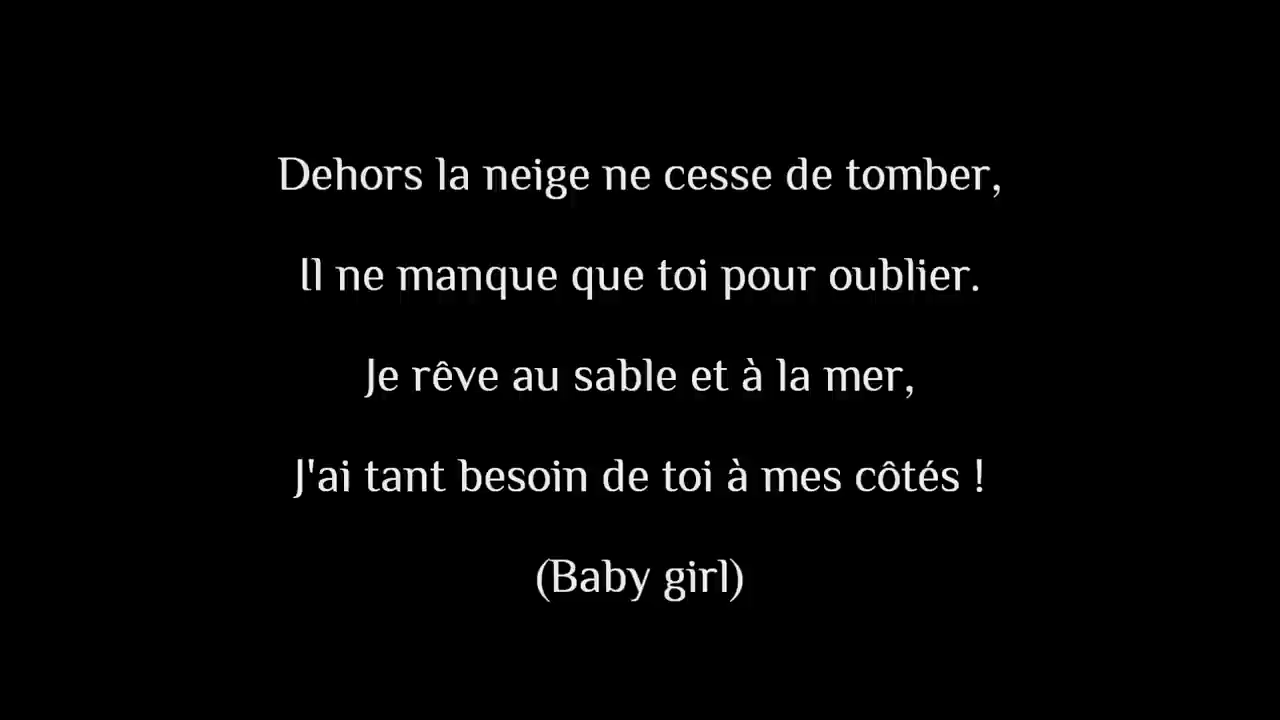 Dehors la neige ne cesse de tomber,
Il ne manque que toi pour oublier.
Je rêve au sable et à la mer,
J'ai tant besoin de toi à mes côtés !
(Baby girl)